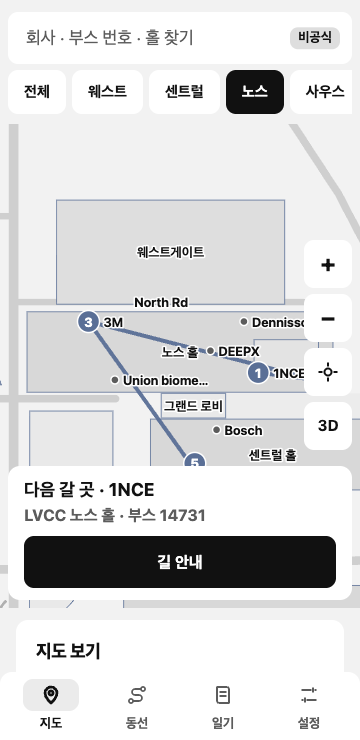 회사 · 부스 번호 · 홀 찾기
비공식
전체
웨스트
센트럴
노스
사우스
웨스트게이트
North Rd
3
3M
노스 홀
DEEPX
1
1NCE
Union biome...
그랜드 로비
Bosch
센트럴 홀
5
+
−
3D
다음 갈 곳 · 1NCE
LVCC 노스 홀 · 부스 14731
길 안내
지도 보기
지도
동선
일기
설정